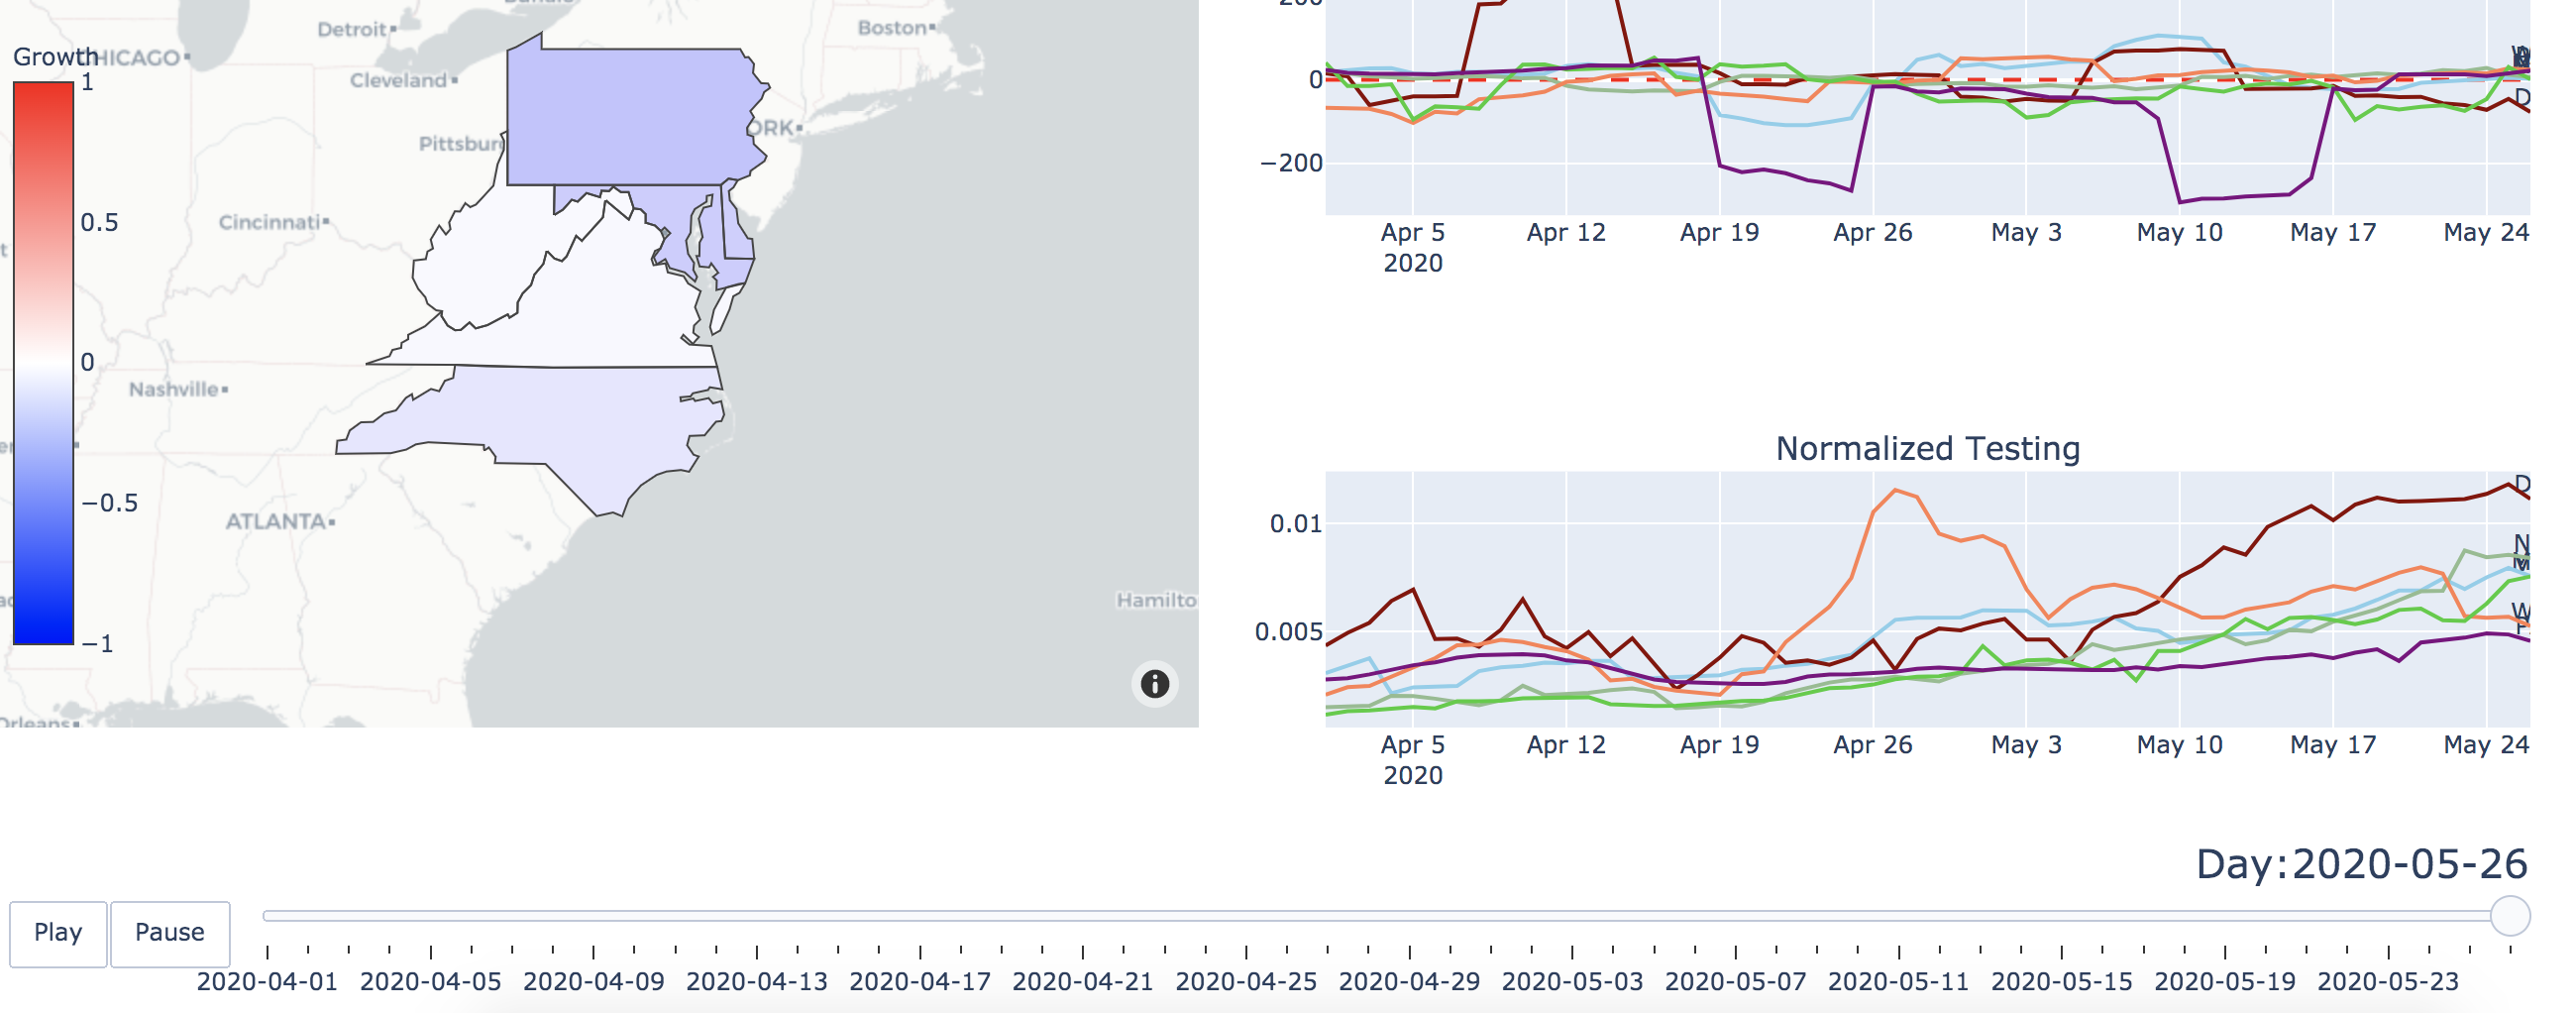 Detroit
Boston
Growth
CHICAGO
Cleveland
1
ORK
Pittsbur
0.5
Cincinnati
0
Nashville
−0.5
ATLANTA
Hamilto
−1
Orleans
200
0
−200
D
Apr 5
2020
Apr 12
Apr 19
Apr 26
May 3
May 10
May 17
May 24
Normalized Testing
0.01
0.005
D
N
M
W
Apr 5
2020
Apr 12
Apr 19
Apr 26
May 3
May 10
May 17
May 24
Day:2020-05-26
Play
Pause
2020-04-01
2020-04-05
2020-04-09
2020-04-13
2020-04-17
2020-04-21
2020-04-25
2020-04-29
2020-05-03
2020-05-07
2020-05-11
2020-05-15
2020-05-19
2020-05-23